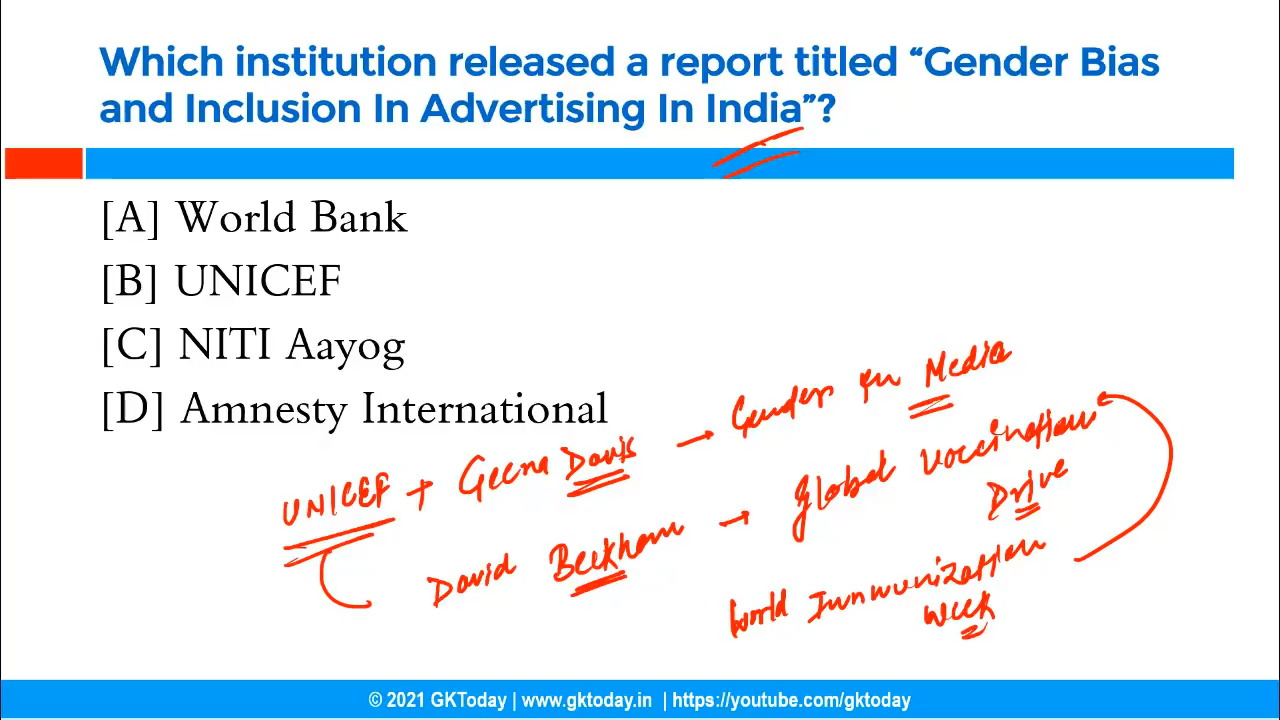 Which institution released a report titled “Gender Bias
and Inclusion In Advertising In India”?
[A] World Bank
[B] UNICEF
[C] NITI Aayog
[D] Amnesty International
UNICEF + Geena Davis → Gender on Media
David Beckham → Global Vaccination
Drive
World Immunization
Week
© 2021 GKToday | www.gktoday.in | https://youtube.com/gktoday